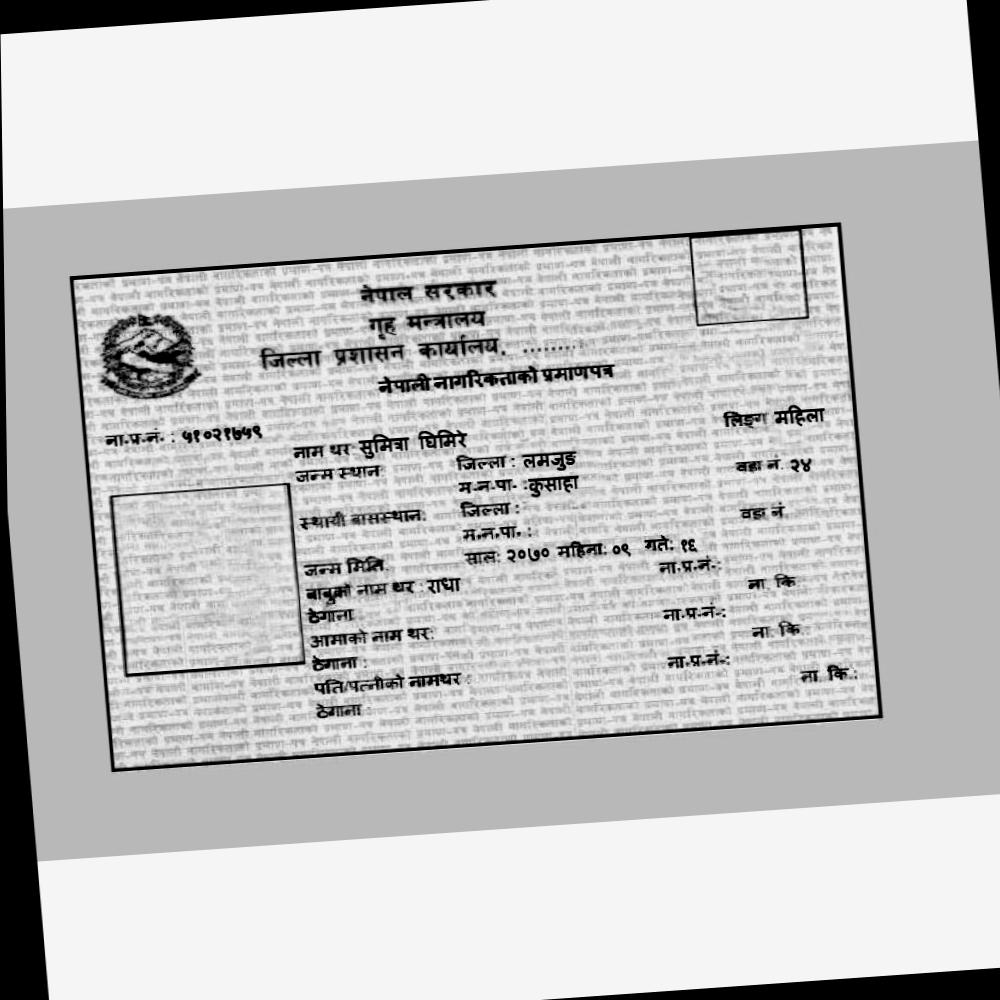 नेपाल सरकार
गृह मन्त्रालय
जिल्ला प्रशासन कार्यालय, ........
नेपाली नागरिकताको प्रमाणपत्र
ना.प्र.नं. : ५१०२१७५९
लिङ्ग महिला
नाम थर सुमित्रा घिमिरे
जन्म स्थान: जिल्ला : लमजुङ
म.न.पा. :कुसाहा वडा नं. २४
स्थायी बासस्थान: जिल्ला :
म.न.पा. : वडा नं.
जन्म मिति. साल: २०७० महिना: ०९ गते: १६
बाबुको नाम थर : राधा ना.प्र.नं.:
ठेगाना ना. कि
आमाको नाम थर: ना.प्र.नं.:
ठेगाना : ना. कि.:
पति/पत्नीको नामथर : ना.प्र.नं.:
ठेगाना : ना कि.: